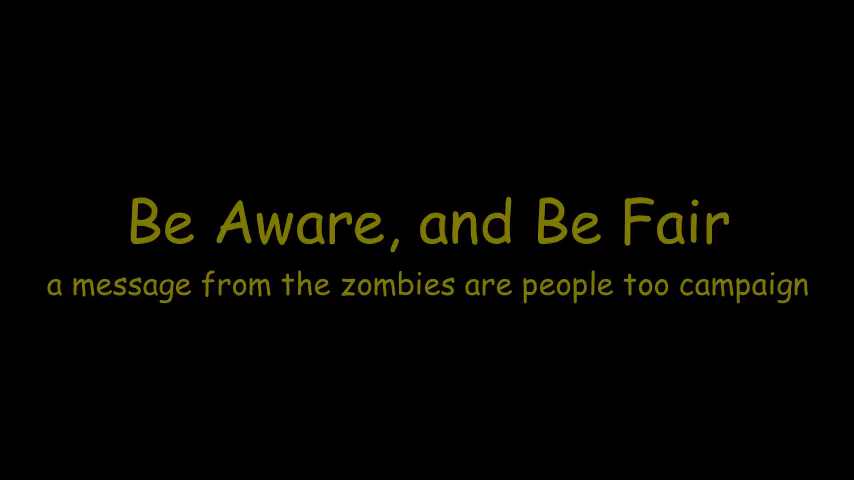 Be Aware, and Be Fair
a message from the zombies are people too campaign